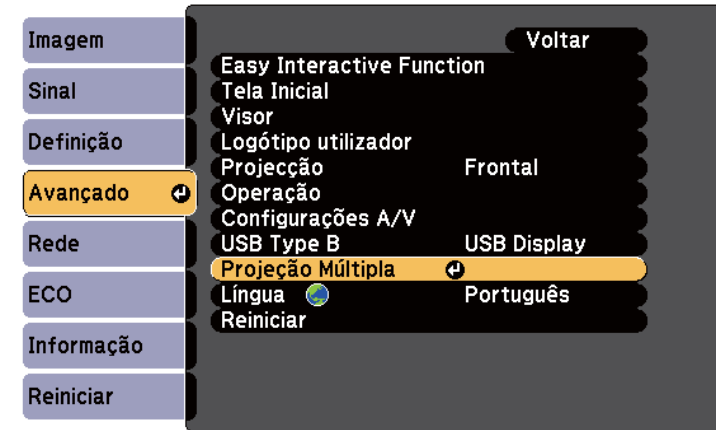 Imagem
Sinal
Definição
Avançado
Rede
ECO
Informação
Reiniciar
Voltar
Easy Interactive Function
Tela Inicial
Visor
Logótipo utilizador
Projecção Frontal
Operação
Configurações A/V
USB Type B USB Display
Projeção Múltipla
Língua Português
Reiniciar